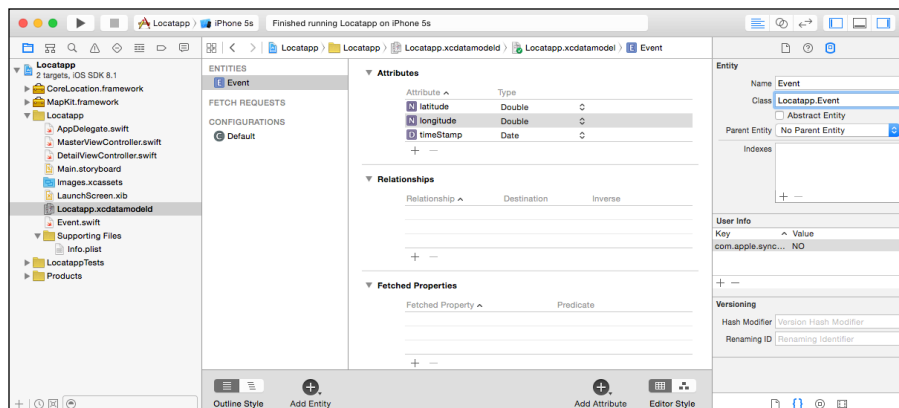 Locatapp iPhone 5s Finished running Locatapp on iPhone 5s
Locatapp Locatapp Locatapp.xcdatamodeld Locatapp.xcdatamodel E Event
Locatapp
2 targets, iOS SDK 8.1
CoreLocation.framework
MapKit.framework
Locatapp
AppDelegate.swift
MasterViewController.swift
DetailViewController.swift
Main.storyboard
Images.xcassets
LaunchScreen.xib
Locatapp.xcdatamodeld
Event.swift
Supporting Files
Info.plist
LocatappTests
Products
ENTITIES
E Event
FETCH REQUESTS
CONFIGURATIONS
C Default
Attributes
Attribute Type
N latitude Double
N longitude Double
D timeStamp Date
+ −
Relationships
Relationship Destination Inverse
+ −
Fetched Properties
Fetched Property Predicate
+ −
Outline Style Add Entity Add Attribute Editor Style
Entity
Name Event
Class Locatapp.Event
Abstract Entity
Parent Entity No Parent Entity
Indexes
+ −
User Info
Key Value
com.apple.sync... NO
+ −
Versioning
Hash Modifier Version Hash Modifier
Renaming ID Renaming Identifier